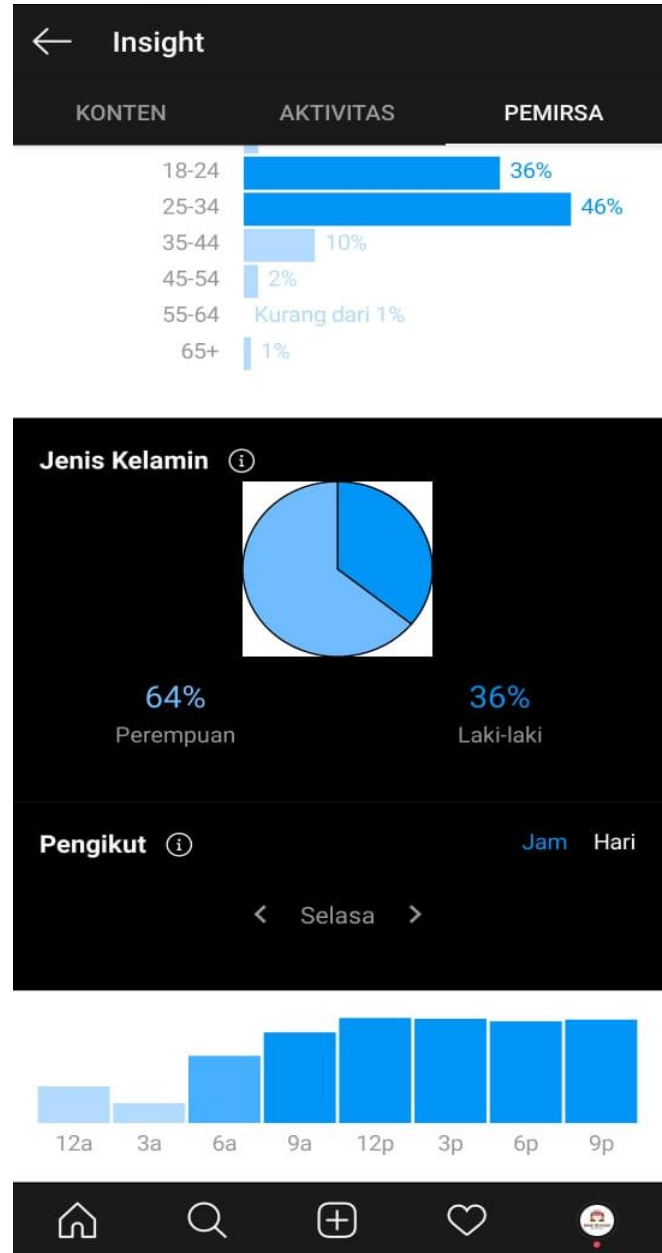 Insight
KONTEN AKTIVITAS PEMIRSA
18-24 36%
25-34 46%
35-44 10%
45-54 2%
55-64 Kurang dari 1%
65+ 1%
Jenis Kelamin
64% 36%
Perempuan Laki-laki
Pengikut Jam Hari
< Selasa >
12a 3a 6a 9a 12p 3p 6p 9p